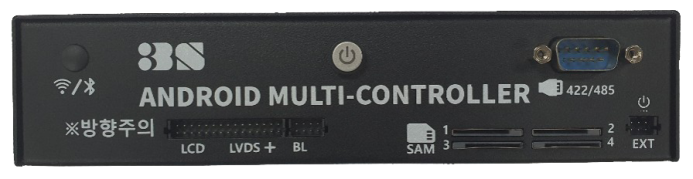 3S
ANDROID MULTI-CONTROLLER
422/485
※방향주의
LCD LVDS + BL
SAM
1
2
3
4
EXT